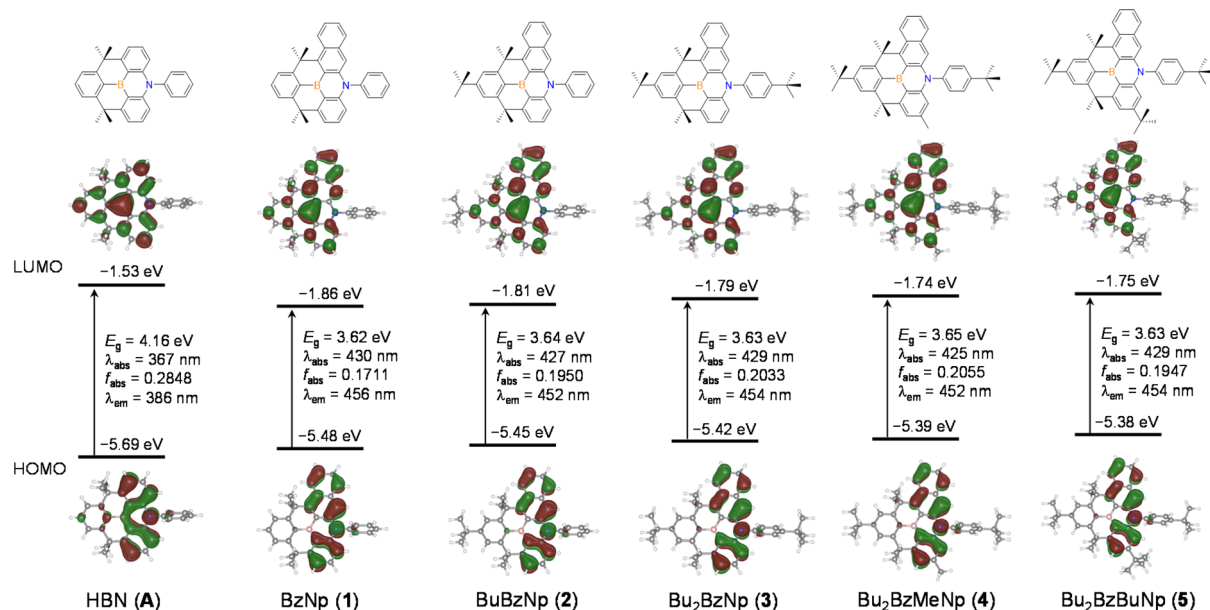 B
N
B
N
B
N
B
N
B
N
B
N
LUMO
−1.53 eV
−1.86 eV
−1.81 eV
−1.79 eV
−1.74 eV
−1.75 eV
Eg = 4.16 eV
λabs = 367 nm
fabs = 0.2848
λem = 386 nm
Eg = 3.62 eV
λabs = 430 nm
fabs = 0.1711
λem = 456 nm
Eg = 3.64 eV
λabs = 427 nm
fabs = 0.1950
λem = 452 nm
Eg = 3.63 eV
λabs = 429 nm
fabs = 0.2033
λem = 454 nm
Eg = 3.65 eV
λabs = 425 nm
fabs = 0.2055
λem = 452 nm
Eg = 3.63 eV
λabs = 429 nm
fabs = 0.1947
λem = 454 nm
−5.69 eV
−5.48 eV
−5.45 eV
−5.42 eV
−5.39 eV
−5.38 eV
HOMO
HBN (A)
BzNp (1)
BuBzNp (2)
Bu₂BzNp (3)
Bu₂BzMeNp (4)
Bu₂BzBuNp (5)